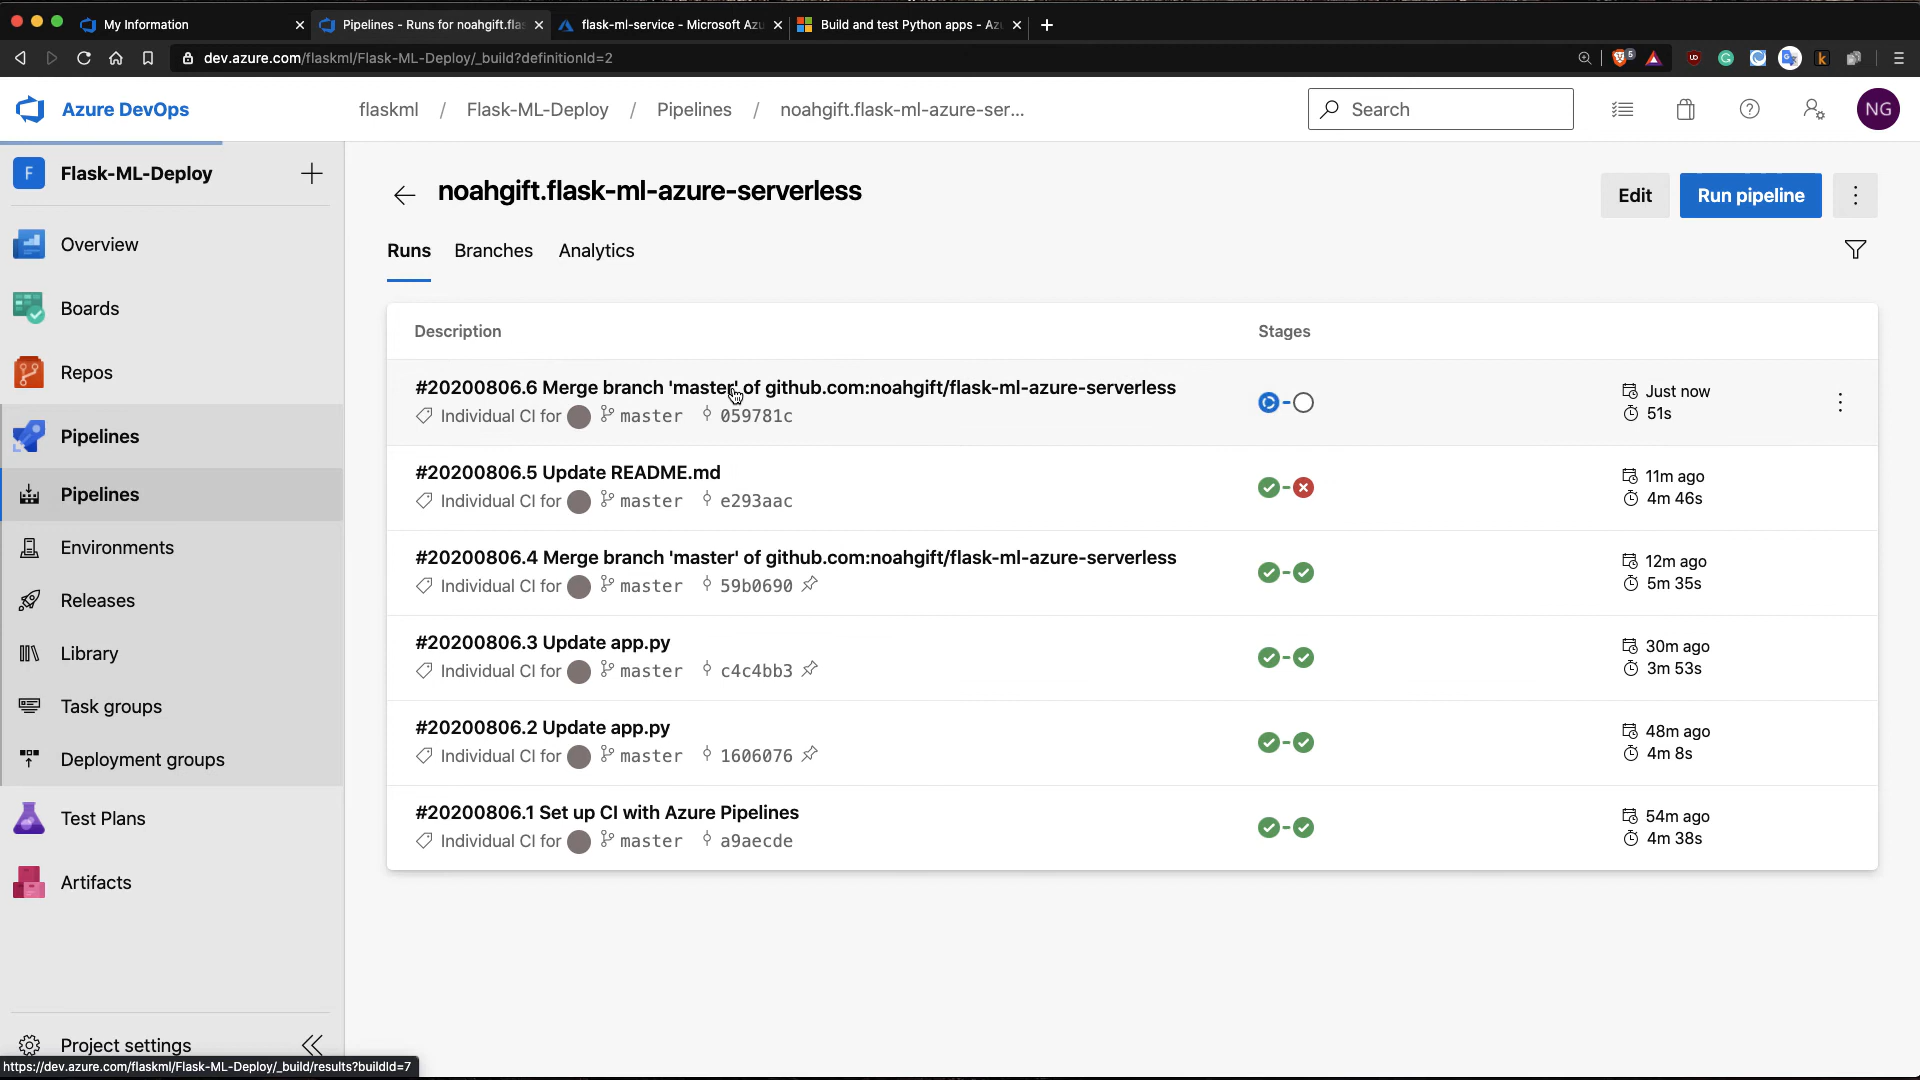 My Information
Pipelines - Runs for noahgift.fla
flask-ml-service - Microsoft Azu
Build and test Python apps - Az
dev.azure.com/flaskml/Flask-ML-Deploy/_build?definitionId=2
5
Azure DevOps
flaskml / Flask-ML-Deploy / Pipelines / noahgift.flask-ml-azure-ser...
Search
NG
F Flask-ML-Deploy
Overview
Boards
Repos
Pipelines
Pipelines
Environments
Releases
Library
Task groups
Deployment groups
Test Plans
Artifacts
Project settings
https://dev.azure.com/flaskml/Flask-ML-Deploy/_build/results?buildId=7
noahgift.flask-ml-azure-serverless
Edit
Run pipeline
Runs Branches Analytics
Description Stages
#20200806.6 Merge branch 'master' of github.com:noahgift/flask-ml-azure-serverless
Individual CI for master 059781c
Just now
51s
#20200806.5 Update README.md
Individual CI for master e293aac
11m ago
4m 46s
#20200806.4 Merge branch 'master' of github.com:noahgift/flask-ml-azure-serverless
Individual CI for master 59b0690
12m ago
5m 35s
#20200806.3 Update app.py
Individual CI for master c4c4bb3
30m ago
3m 53s
#20200806.2 Update app.py
Individual CI for master 1606076
48m ago
4m 8s
#20200806.1 Set up CI with Azure Pipelines
Individual CI for master a9aecde
54m ago
4m 38s